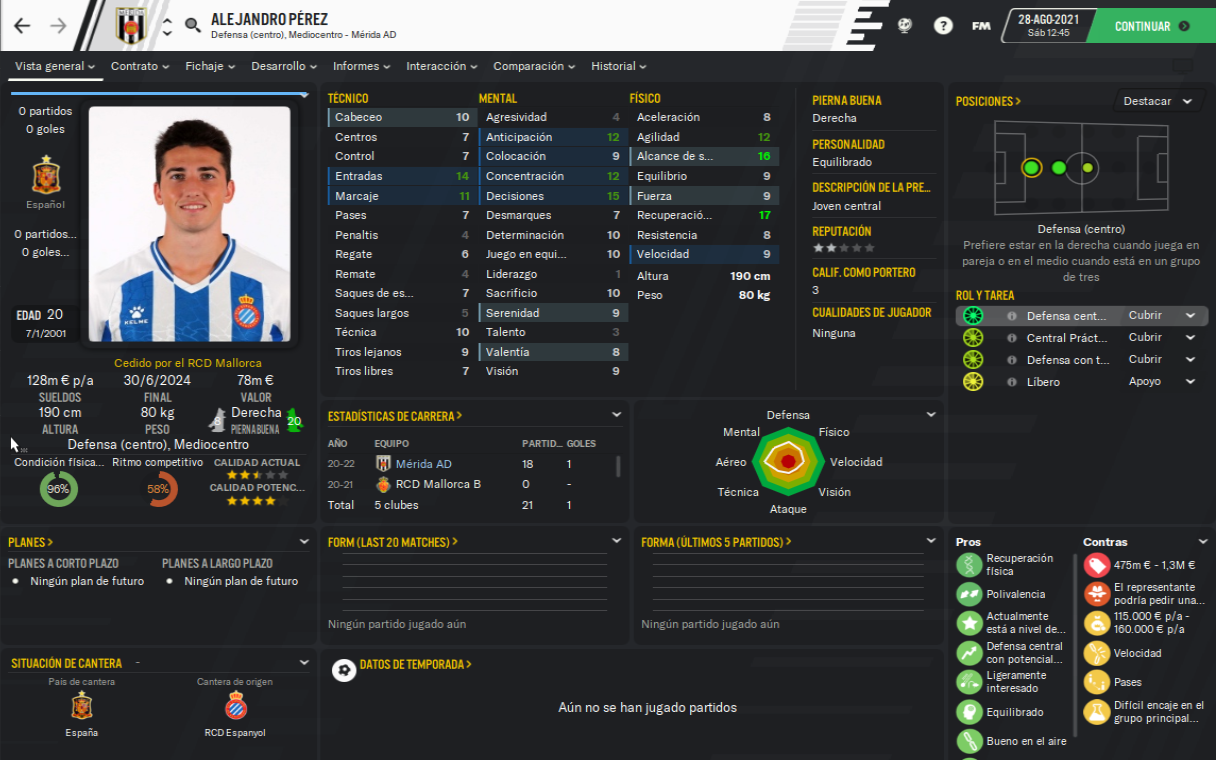 ALEJANDRO PÉREZ
Defensa (centro), Mediocentro - Mérida AD
?
FM
28-AGO-2021
Sáb 12:45
CONTINUAR
Vista general Contrato Fichaje Desarrollo Informes Interacción Comparación Historial
0 partidos
0 goles
Español
0 partidos...
0 goles...
KELME
EDAD 20
7/1/2001
Cedido por el RCD Mallorca
128m € p/a 30/6/2024 78m €
SUELDOS FINAL VALOR
190 cm 80 kg 8 Derecha 20
ALTURA PESO PIERNA BUENA
Defensa (centro), Mediocentro
Condición física... Ritmo competitivo CALIDAD ACTUAL
96% 58%
CALIDAD POTENC...
TÉCNICO
Cabeceo 10
Centros 7
Control 7
Entradas 14
Marcaje 11
Pases 7
Penaltis 4
Regate 6
Remate 4
Saques de es... 7
Saques largos 5
Técnica 10
Tiros lejanos 9
Tiros libres 7
MENTAL
Agresividad 4
Anticipación 12
Colocación 9
Concentración 12
Decisiones 15
Desmarques 7
Determinación 10
Juego en equi... 10
Liderazgo 1
Sacrificio 10
Serenidad 9
Talento 3
Valentía 8
Visión 9
FÍSICO
Aceleración 8
Agilidad 12
Alcance de s... 16
Equilibrio 9
Fuerza 9
Recuperació... 17
Resistencia 8
Velocidad 9
Altura 190 cm
Peso 80 kg
PIERNA BUENA
Derecha
PERSONALIDAD
Equilibrado
DESCRIPCIÓN DE LA PRE...
Joven central
REPUTACIÓN
CALIF. COMO PORTERO
3
CUALIDADES DE JUGADOR
Ninguna
POSICIONES >
Destacar
Defensa (centro)
Prefiere estar en la derecha cuando juega en
pareja o en el medio cuando está en un grupo
de tres
ROL Y TAREA
Defensa cent... Cubrir
Central Práct... Cubrir
Defensa con t... Cubrir
Líbero Apoyo
ESTADÍSTICAS DE CARRERA >
AÑO EQUIPO PARTID... GOLES
20-22 Mérida AD 18 1
20-21 RCD Mallorca B 0 -
Total 5 clubes 21 1
Defensa
Mental Físico
Aéreo Velocidad
Técnica Visión
Ataque
PLANES >
PLANES A CORTO PLAZO PLANES A LARGO PLAZO
• Ningún plan de futuro • Ningún plan de futuro
FORM (LAST 20 MATCHES) >
Ningún partido jugado aún
FORMA (ÚLTIMOS 5 PARTIDOS) >
Ningún partido jugado aún
SITUACIÓN DE CANTERA -
País de cantera Cantera de origen
España RCD Espanyol
DATOS DE TEMPORADA >
Aún no se han jugado partidos
Pros
Recuperación
física
Polivalencia
Actualmente
está a nivel de...
Defensa central
con potencial...
Ligeramente
interesado
Equilibrado
Bueno en el aire
Contras
475m € - 1,3M €
El representante
podría pedir una...
115.000 € p/a -
160.000 € p/a
Velocidad
Pases
Difícil encaje en el
grupo principal...